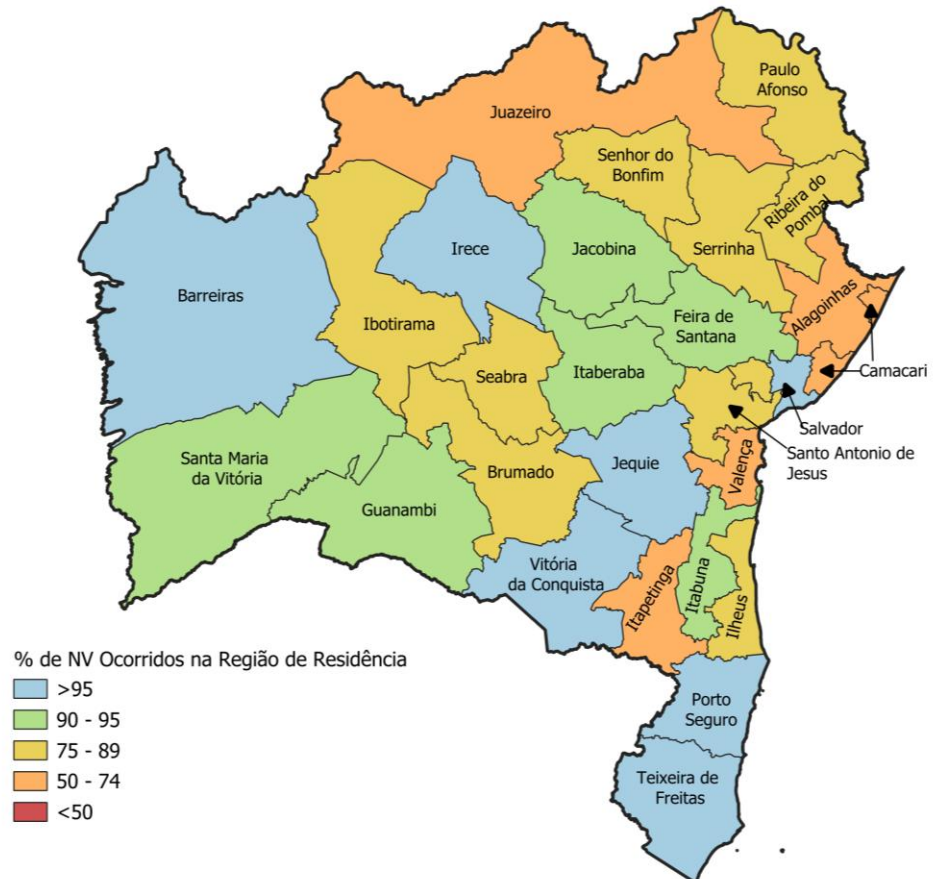 Paulo
Afonso
Juazeiro
Senhor do
Bonfim
Ribeira do
Pombal
Irece
Jacobina
Serrinha
Barreiras
Alagoinhas
Ibotirama
Feira de
Santana
Seabra
Itaberaba
Camacari
Salvador
Santo Antonio de
Jesus
Santa Maria
da Vitória
Brumado
Jequie
Valença
Guanambi
Vitória
da Conquista
Itapetinga
Itabuna
Ilheus
% de NV Ocorridos na Região de Residência
>95
90 - 95
75 - 89
50 - 74
<50
Porto
Seguro
Teixeira de
Freitas